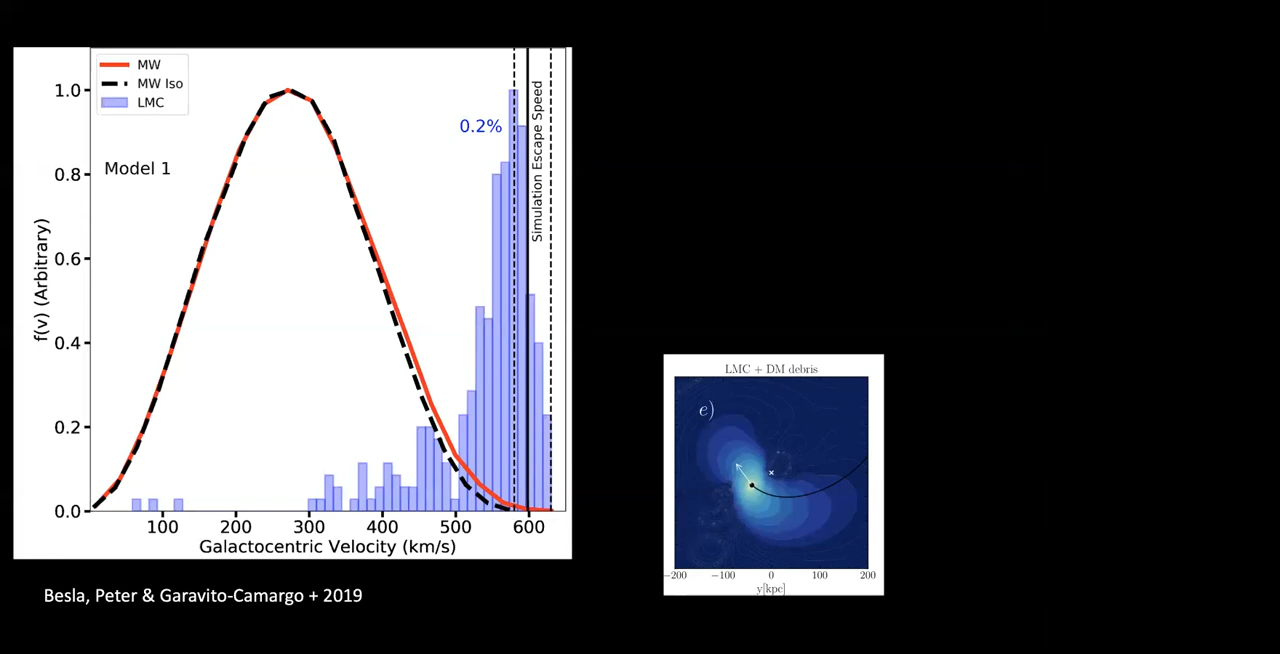 MW
MW Iso
LMC
0.2%
Model 1
Simulation Escape Speed
f(v) (Arbitrary)
1.0
0.8
0.6
0.4
0.2
0.0
100 200 300 400 500 600
Galactocentric Velocity (km/s)
LMC + DM debris
e)
−200 −100 0 100 200
y[kpc]
Besla, Peter & Garavito-Camargo + 2019